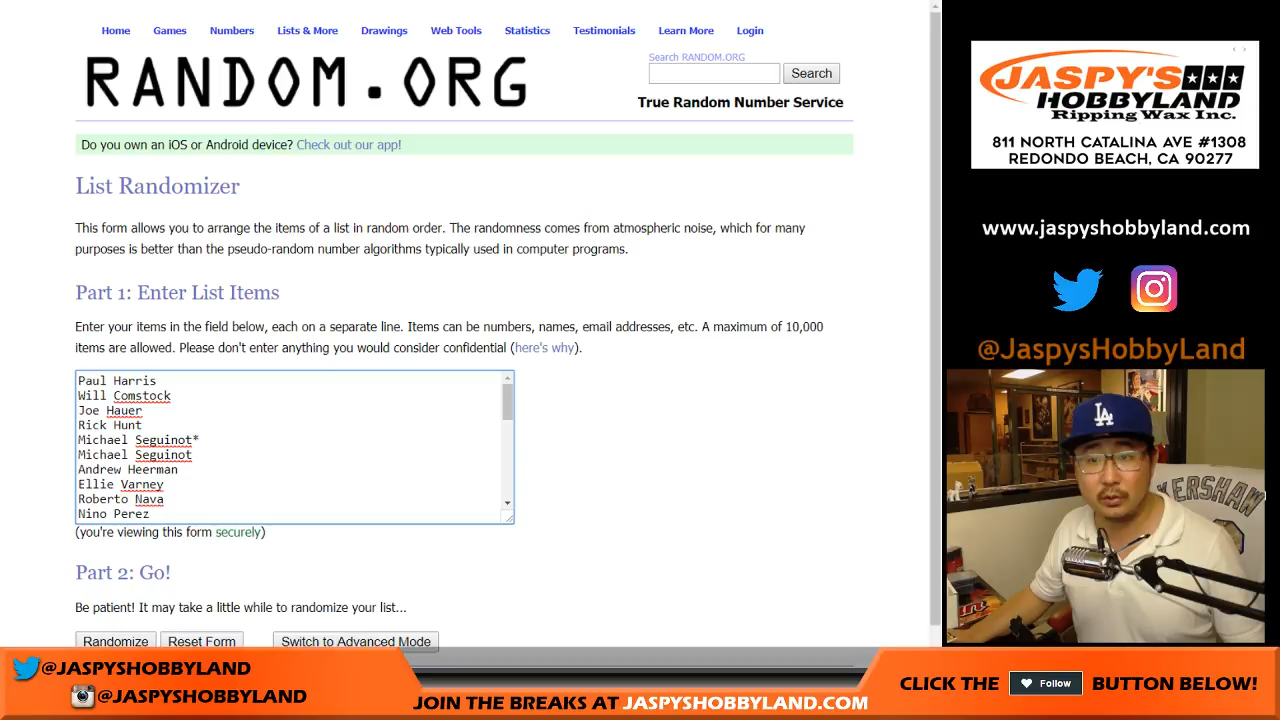 Home Games Numbers Lists & More Drawings Web Tools Statistics Testimonials Learn More Login
RANDOM.ORG
Search RANDOM.ORG
Search
True Random Number Service
Do you own an iOS or Android device? Check out our app!
List Randomizer
This form allows you to arrange the items of a list in random order. The randomness comes from atmospheric noise, which for many
purposes is better than the pseudo-random number algorithms typically used in computer programs.
Part 1: Enter List Items
Enter your items in the field below, each on a separate line. Items can be numbers, names, email addresses, etc. A maximum of 10,000
items are allowed. Please don't enter anything you would consider confidential (here's why).
Paul Harris
Will Comstock
Joe Hauer
Rick Hunt
Michael Seguinot*
Michael Seguinot
Andrew Heerman
Ellie Varney
Roberto Nava
Nino Perez
(you're viewing this form securely)
Part 2: Go!
Be patient! It may take a little while to randomize your list...
Randomize Reset Form Switch to Advanced Mode
JASPY'S
HOBBYLAND
Ripping Wax Inc.
811 NORTH CATALINA AVE #1308
REDONDO BEACH, CA 90277
www.jaspyshobbyland.com
@JaspysHobbyLand
LA
KERSHAW
@JASPYSHOBBYLAND
@JASPYSHOBBYLAND
JOIN THE BREAKS AT JASPYSHOBBYLAND.COM
CLICK THE Follow BUTTON BELOW!